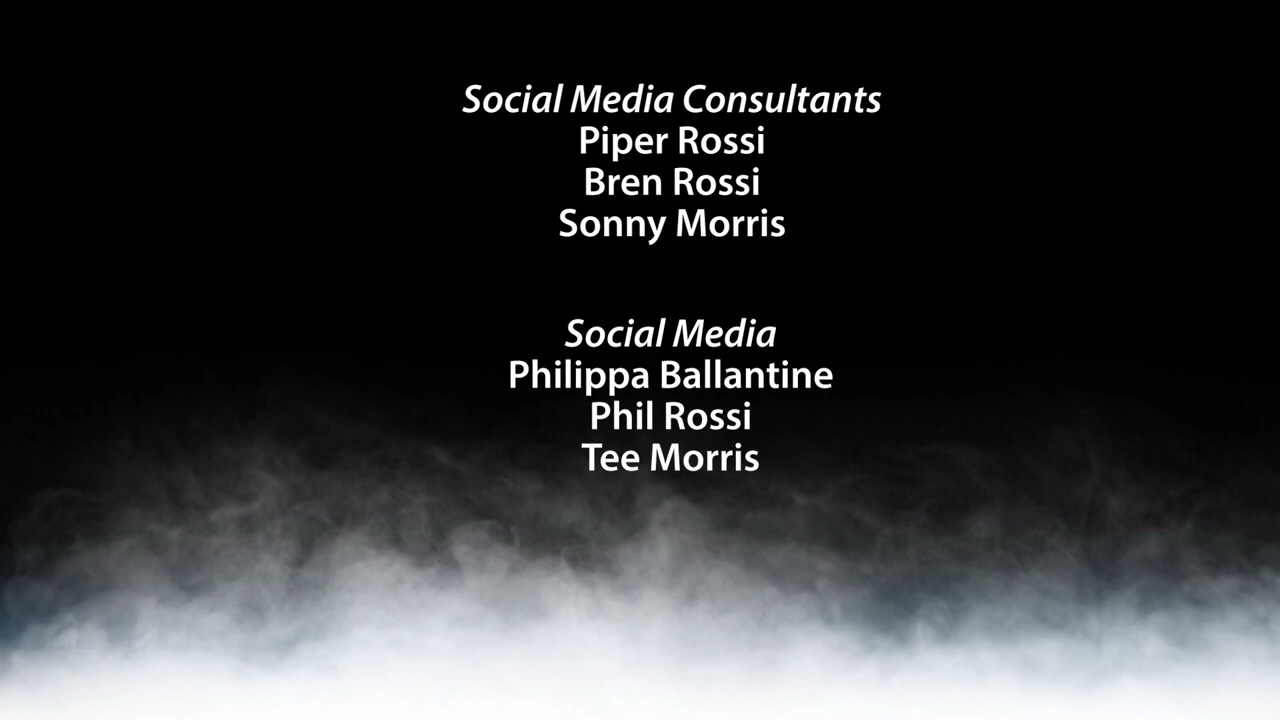 Social Media Consultants
Piper Rossi
Bren Rossi
Sonny Morris
Social Media
Philippa Ballantine
Phil Rossi
Tee Morris